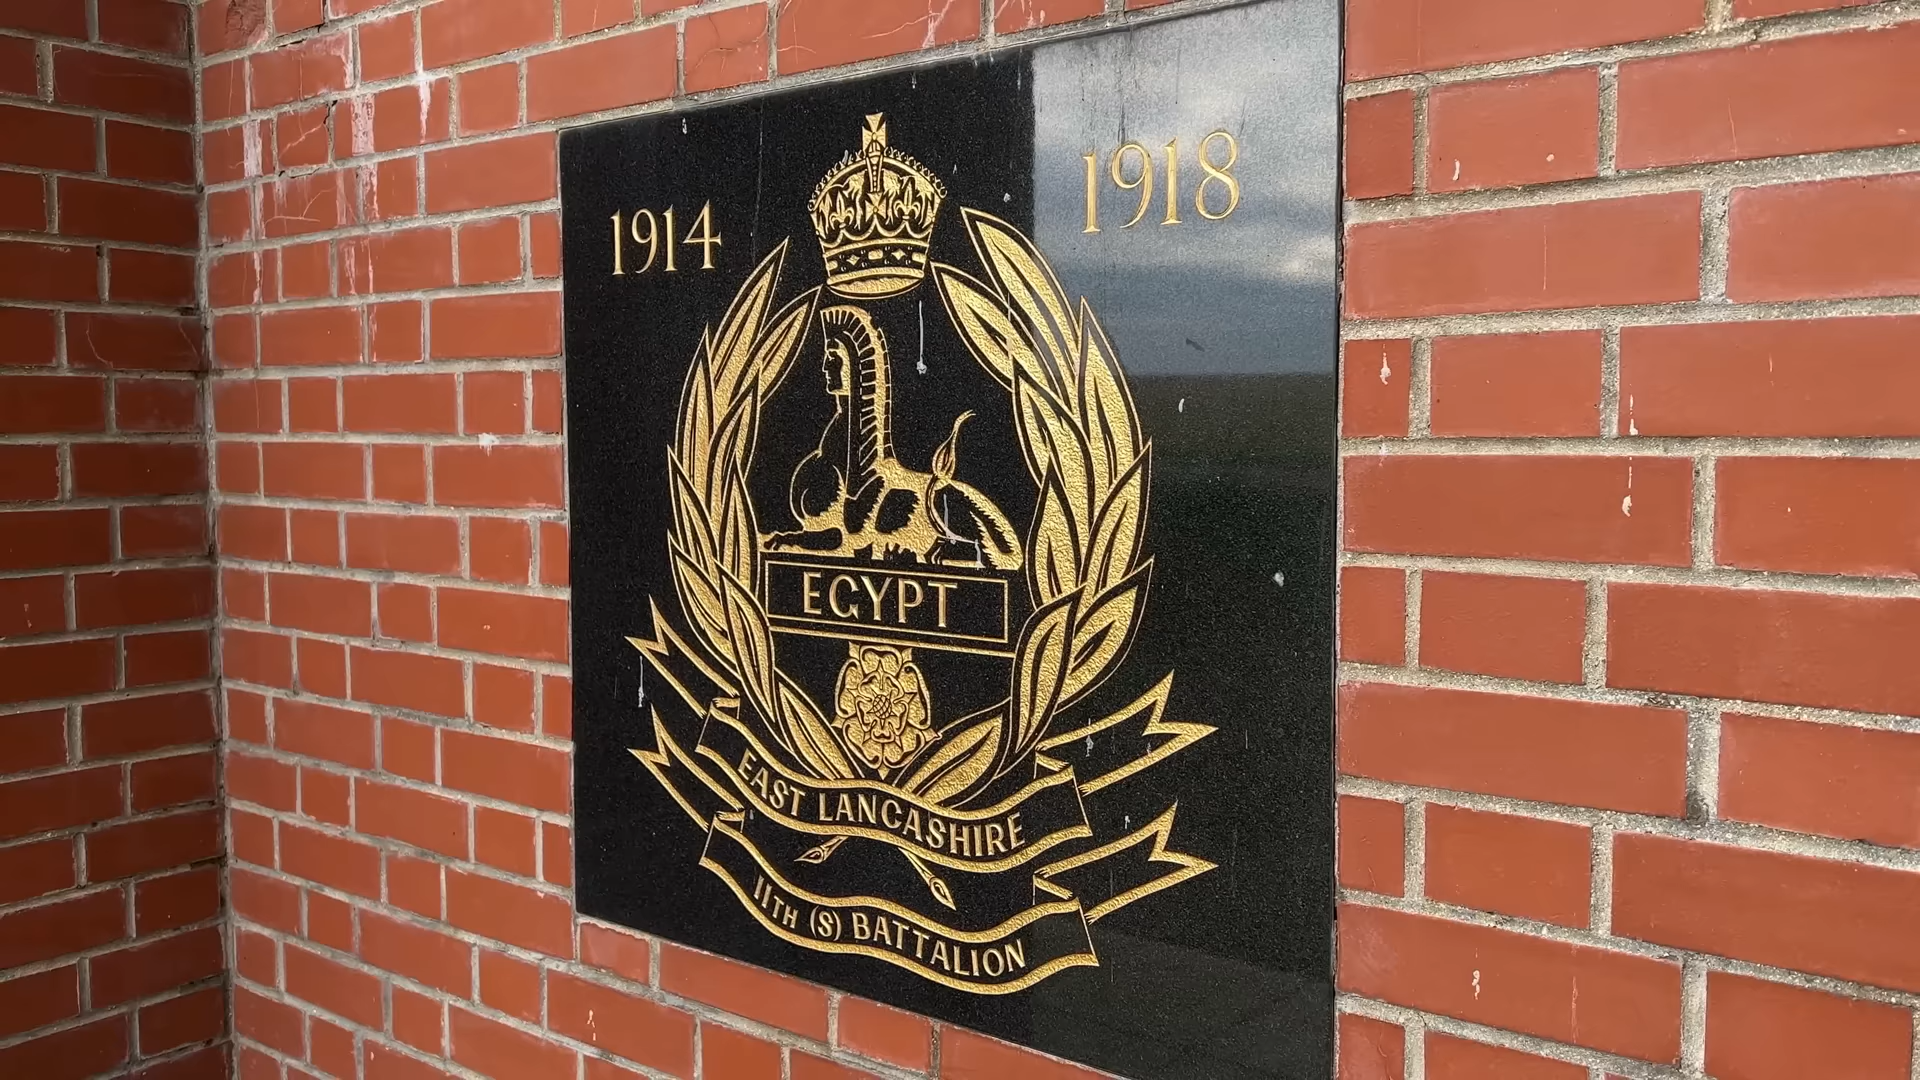 1914
1918
EGYPT
EAST LANCASHIRE
11TH (S) BATTALION